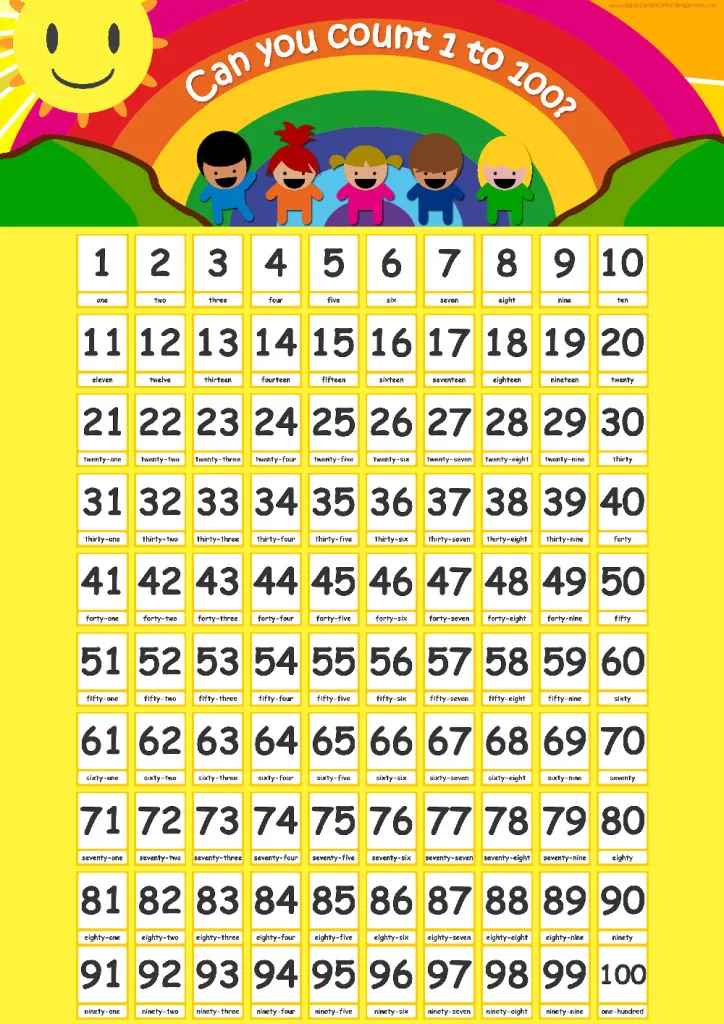 Can you count 1 to 100?
1 2 3 4 5 6 7 8 9 10
one two three four five six seven eight nine ten
11 12 13 14 15 16 17 18 19 20
eleven twelve thirteen fourteen fifteen sixteen seventeen eighteen nineteen twenty
21 22 23 24 25 26 27 28 29 30
twenty-one twenty-two twenty-three twenty-four twenty-five twenty-six twenty-seven twenty-eight twenty-nine thirty
31 32 33 34 35 36 37 38 39 40
thirty-one thirty-two thirty-three thirty-four thirty-five thirty-six thirty-seven thirty-eight thirty-nine forty
41 42 43 44 45 46 47 48 49 50
forty-one forty-two forty-three forty-four forty-five forty-six forty-seven forty-eight forty-nine fifty
51 52 53 54 55 56 57 58 59 60
fifty-one fifty-two fifty-three fifty-four fifty-five fifty-six fifty-seven fifty-eight fifty-nine sixty
61 62 63 64 65 66 67 68 69 70
sixty-one sixty-two sixty-three sixty-four sixty-five sixty-six sixty-seven sixty-eight sixty-nine seventy
71 72 73 74 75 76 77 78 79 80
seventy-one seventy-two seventy-three seventy-four seventy-five seventy-six seventy-seven seventy-eight seventy-nine eighty
81 82 83 84 85 86 87 88 89 90
eighty-one eighty-two eighty-three eighty-four eighty-five eighty-six eighty-seven eighty-eight eighty-nine ninety
91 92 93 94 95 96 97 98 99 100
ninety-one ninety-two ninety-three ninety-four ninety-five ninety-six ninety-seven ninety-eight ninety-nine one-hundred